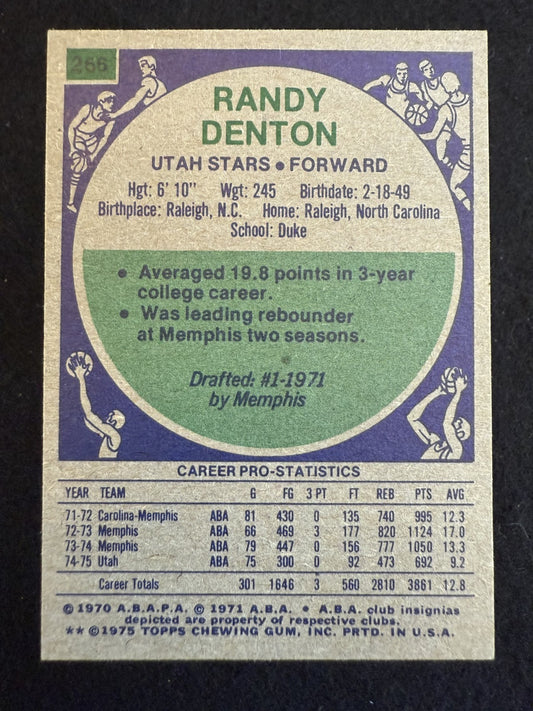 266
RANDY
DENTON
UTAH STARS • FORWARD
Hgt: 6' 10" Wgt: 245 Birthdate: 2-18-49
Birthplace: Raleigh, N.C. Home: Raleigh, North Carolina
School: Duke
• Averaged 19.8 points in 3-year
college career.
• Was leading rebounder
at Memphis two seasons.
Drafted: #1-1971
by Memphis
CAREER PRO-STATISTICS
YEAR TEAM G FG 3 PT FT REB PTS AVG
71-72 Carolina-Memphis ABA 81 430 0 135 740 995 12.3
72-73 Memphis ABA 66 469 3 177 820 1124 17.0
73-74 Memphis ABA 79 447 0 156 777 1050 13.3
74-75 Utah ABA 75 300 0 92 473 692 9.2
Career Totals 301 1646 3 560 2810 3861 12.8
© 1970 A.B.A.P.A. © 1971 A.B.A. • A.B.A. club insignias
depicted are property of respective clubs.
** ©1975 TOPPS CHEWING GUM, INC. PRTD. IN U.S.A.